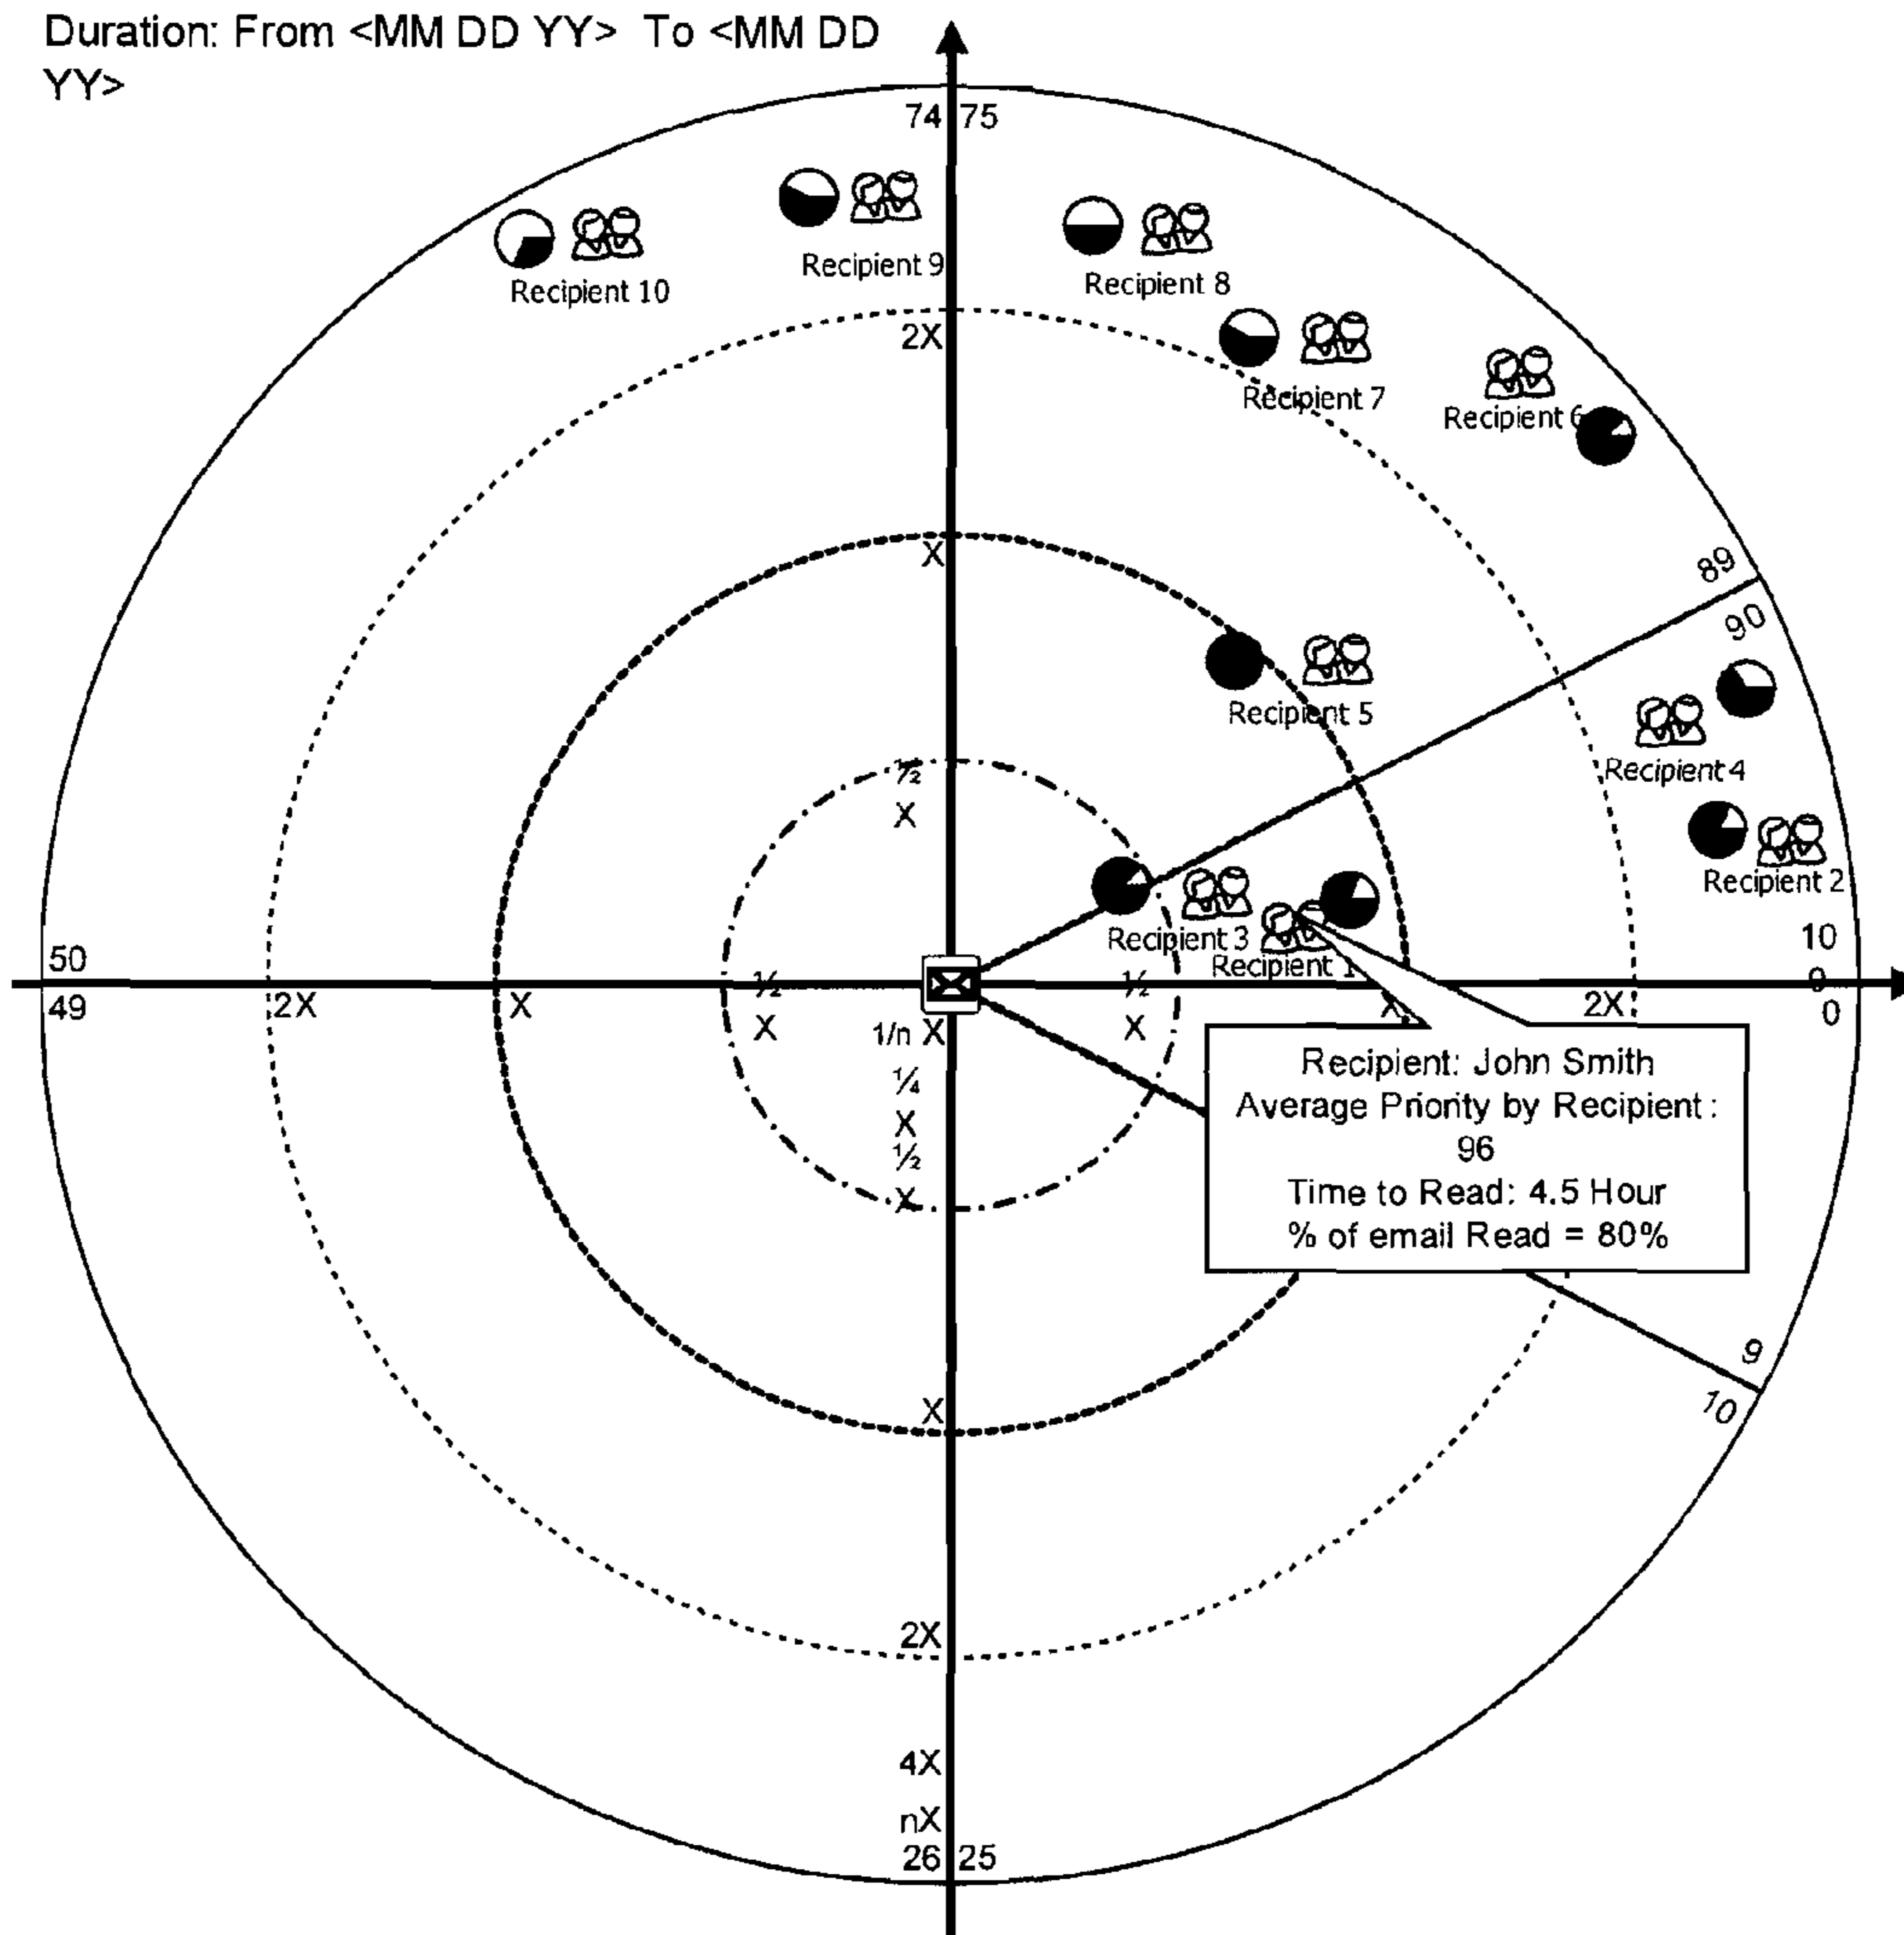 Duration: From <MM DD YY> To <MM DD
YY>
74 75
Recipient 9
Recipient 10
Recipient 8
2X
Recipient 7
Recipient 6
X
89
90
Recipient 5
½
X
Recipient 4
Recipient 2
Recipient 3
Recipient 1
50
49
2X
X
½
X
½
X
X
2X
10
9
0
1/n X
¼
X
½
X
Recipient: John Smith
Average Priority by Recipient:
96
Time to Read: 4.5 Hour
% of email Read = 80%
9
10
X
2X
4X
nX
26 25